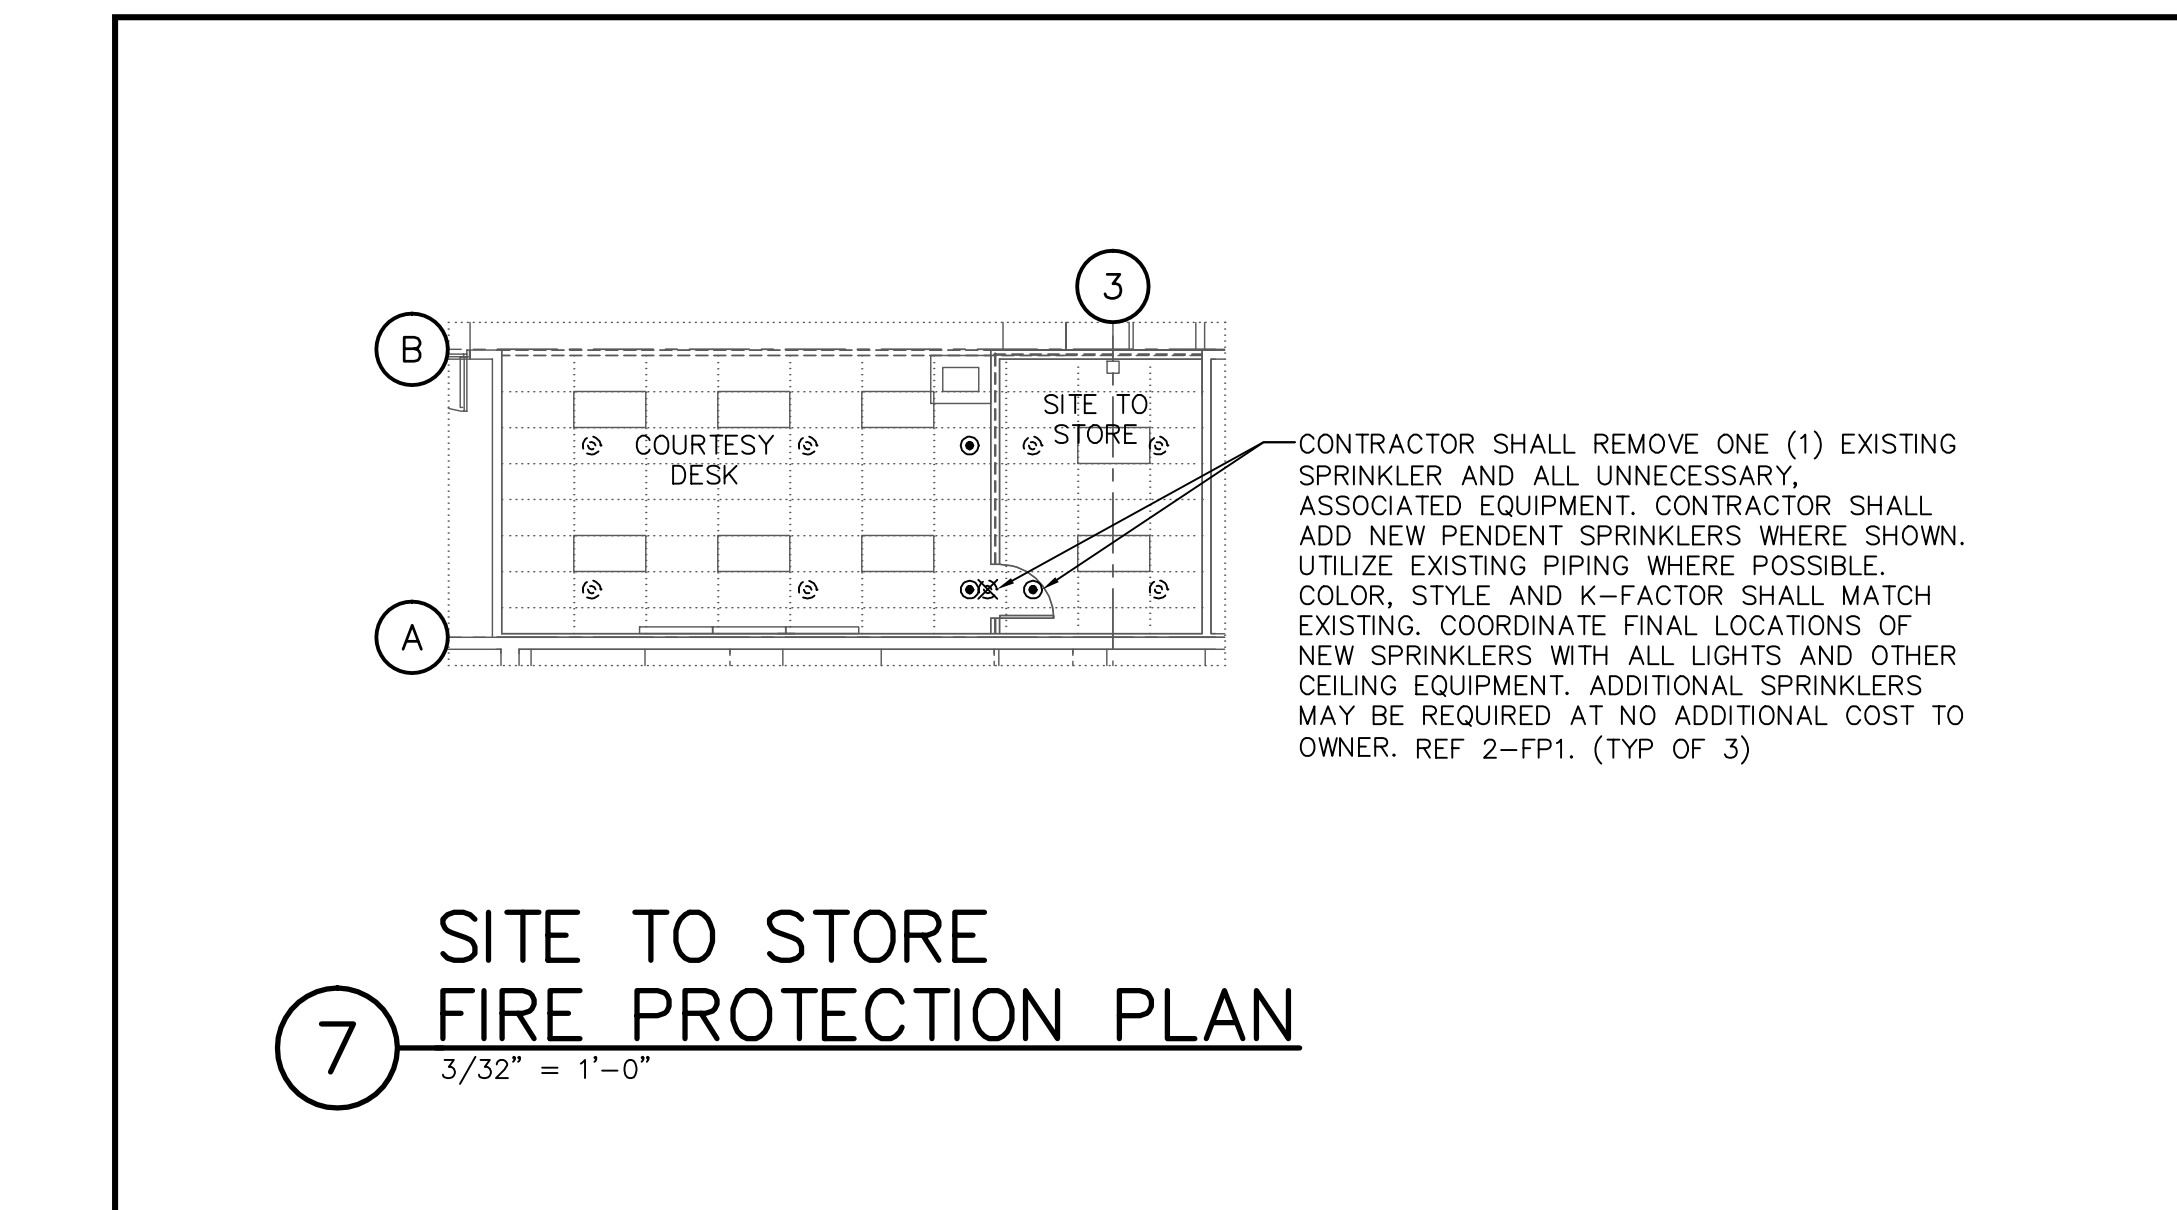 3
B
SITE TO
STORE
COURTESY
DESK
A
CONTRACTOR SHALL REMOVE ONE (1) EXISTING
SPRINKLER AND ALL UNNECESSARY,
ASSOCIATED EQUIPMENT. CONTRACTOR SHALL
ADD NEW PENDENT SPRINKLERS WHERE SHOWN.
UTILIZE EXISTING PIPING WHERE POSSIBLE.
COLOR, STYLE AND K-FACTOR SHALL MATCH
EXISTING. COORDINATE FINAL LOCATIONS OF
NEW SPRINKLERS WITH ALL LIGHTS AND OTHER
CEILING EQUIPMENT. ADDITIONAL SPRINKLERS
MAY BE REQUIRED AT NO ADDITIONAL COST TO
OWNER. REF 2-FP1. (TYP OF 3)
SITE TO STORE
FIRE PROTECTION PLAN
7
3/32" = 1'-0"